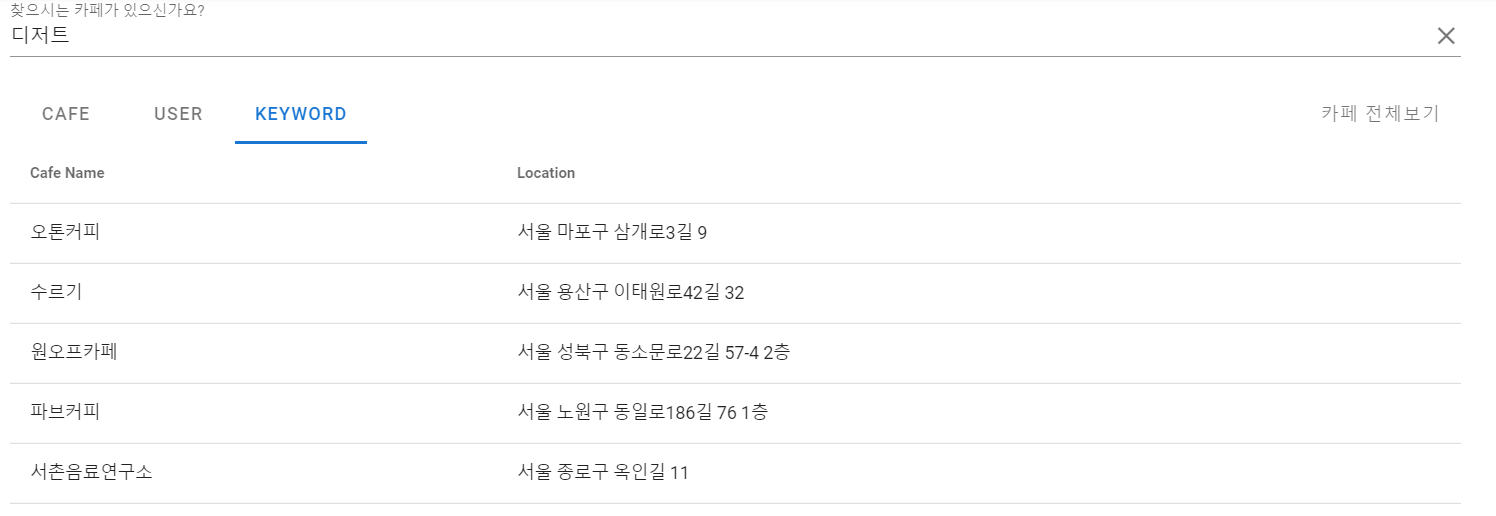 찾으시는 카페가 있으신가요?
디저트
CAFE USER KEYWORD 카페 전체보기
Cafe Name Location
오톤커피 서울 마포구 삼개로3길 9
수르기 서울 용산구 이태원로42길 32
원오프카페 서울 성북구 동소문로22길 57-4 2층
파브커피 서울 노원구 동일로186길 76 1층
서촌음료연구소 서울 종로구 옥인길 11